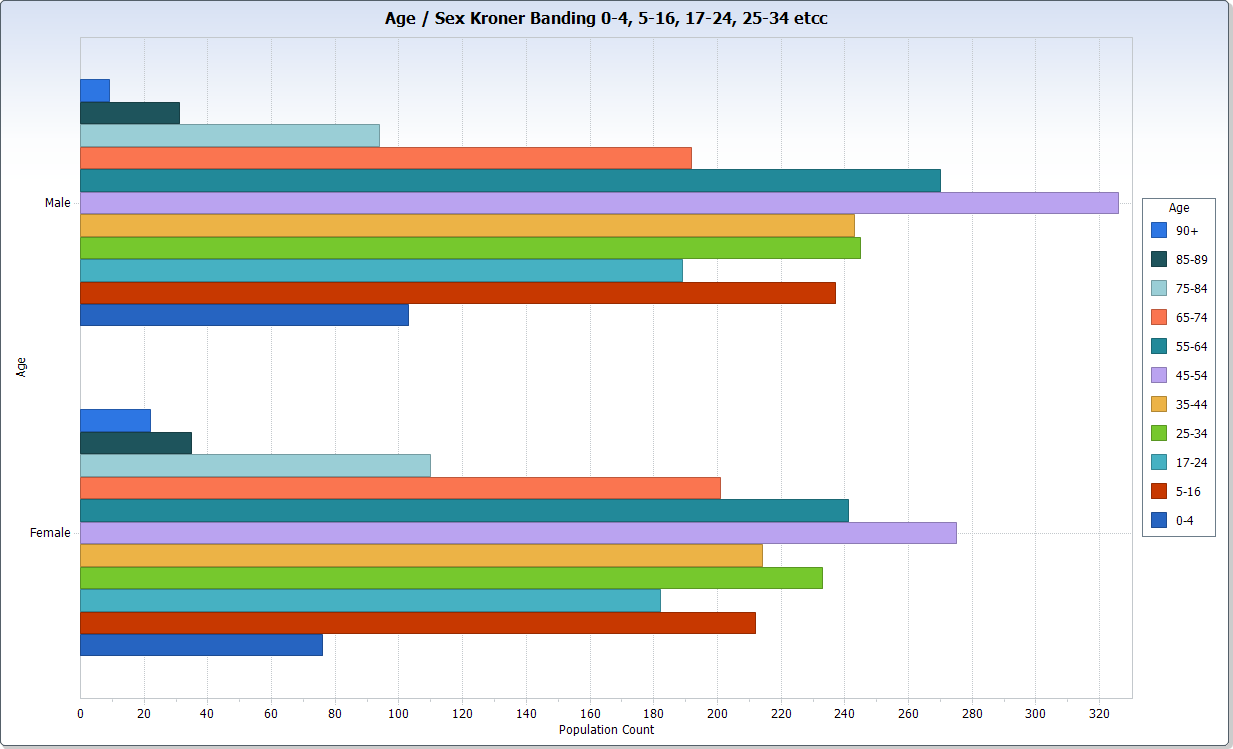 Age / Sex Kroner Banding 0-4, 5-16, 17-24, 25-34 etcc
Male
Age
Female
0 20 40 60 80 100 120 140 160 180 200 220 240 260 280 300 320
Population Count
Age
90+
85-89
75-84
65-74
55-64
45-54
35-44
25-34
17-24
5-16
0-4